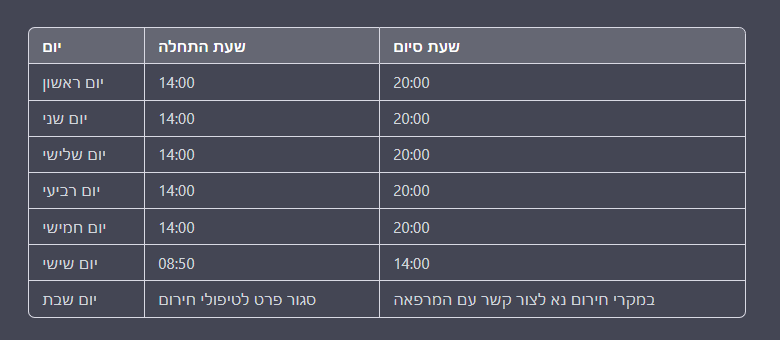 יום שעת התחלה שעת סיום
יום ראשון 14:00 20:00
יום שני 14:00 20:00
יום שלישי 14:00 20:00
יום רביעי 14:00 20:00
יום חמישי 14:00 20:00
יום שישי 08:50 14:00
יום שבת סגור פרט לטיפולי חירום במקרי חירום נא לצור קשר עם המרפאה